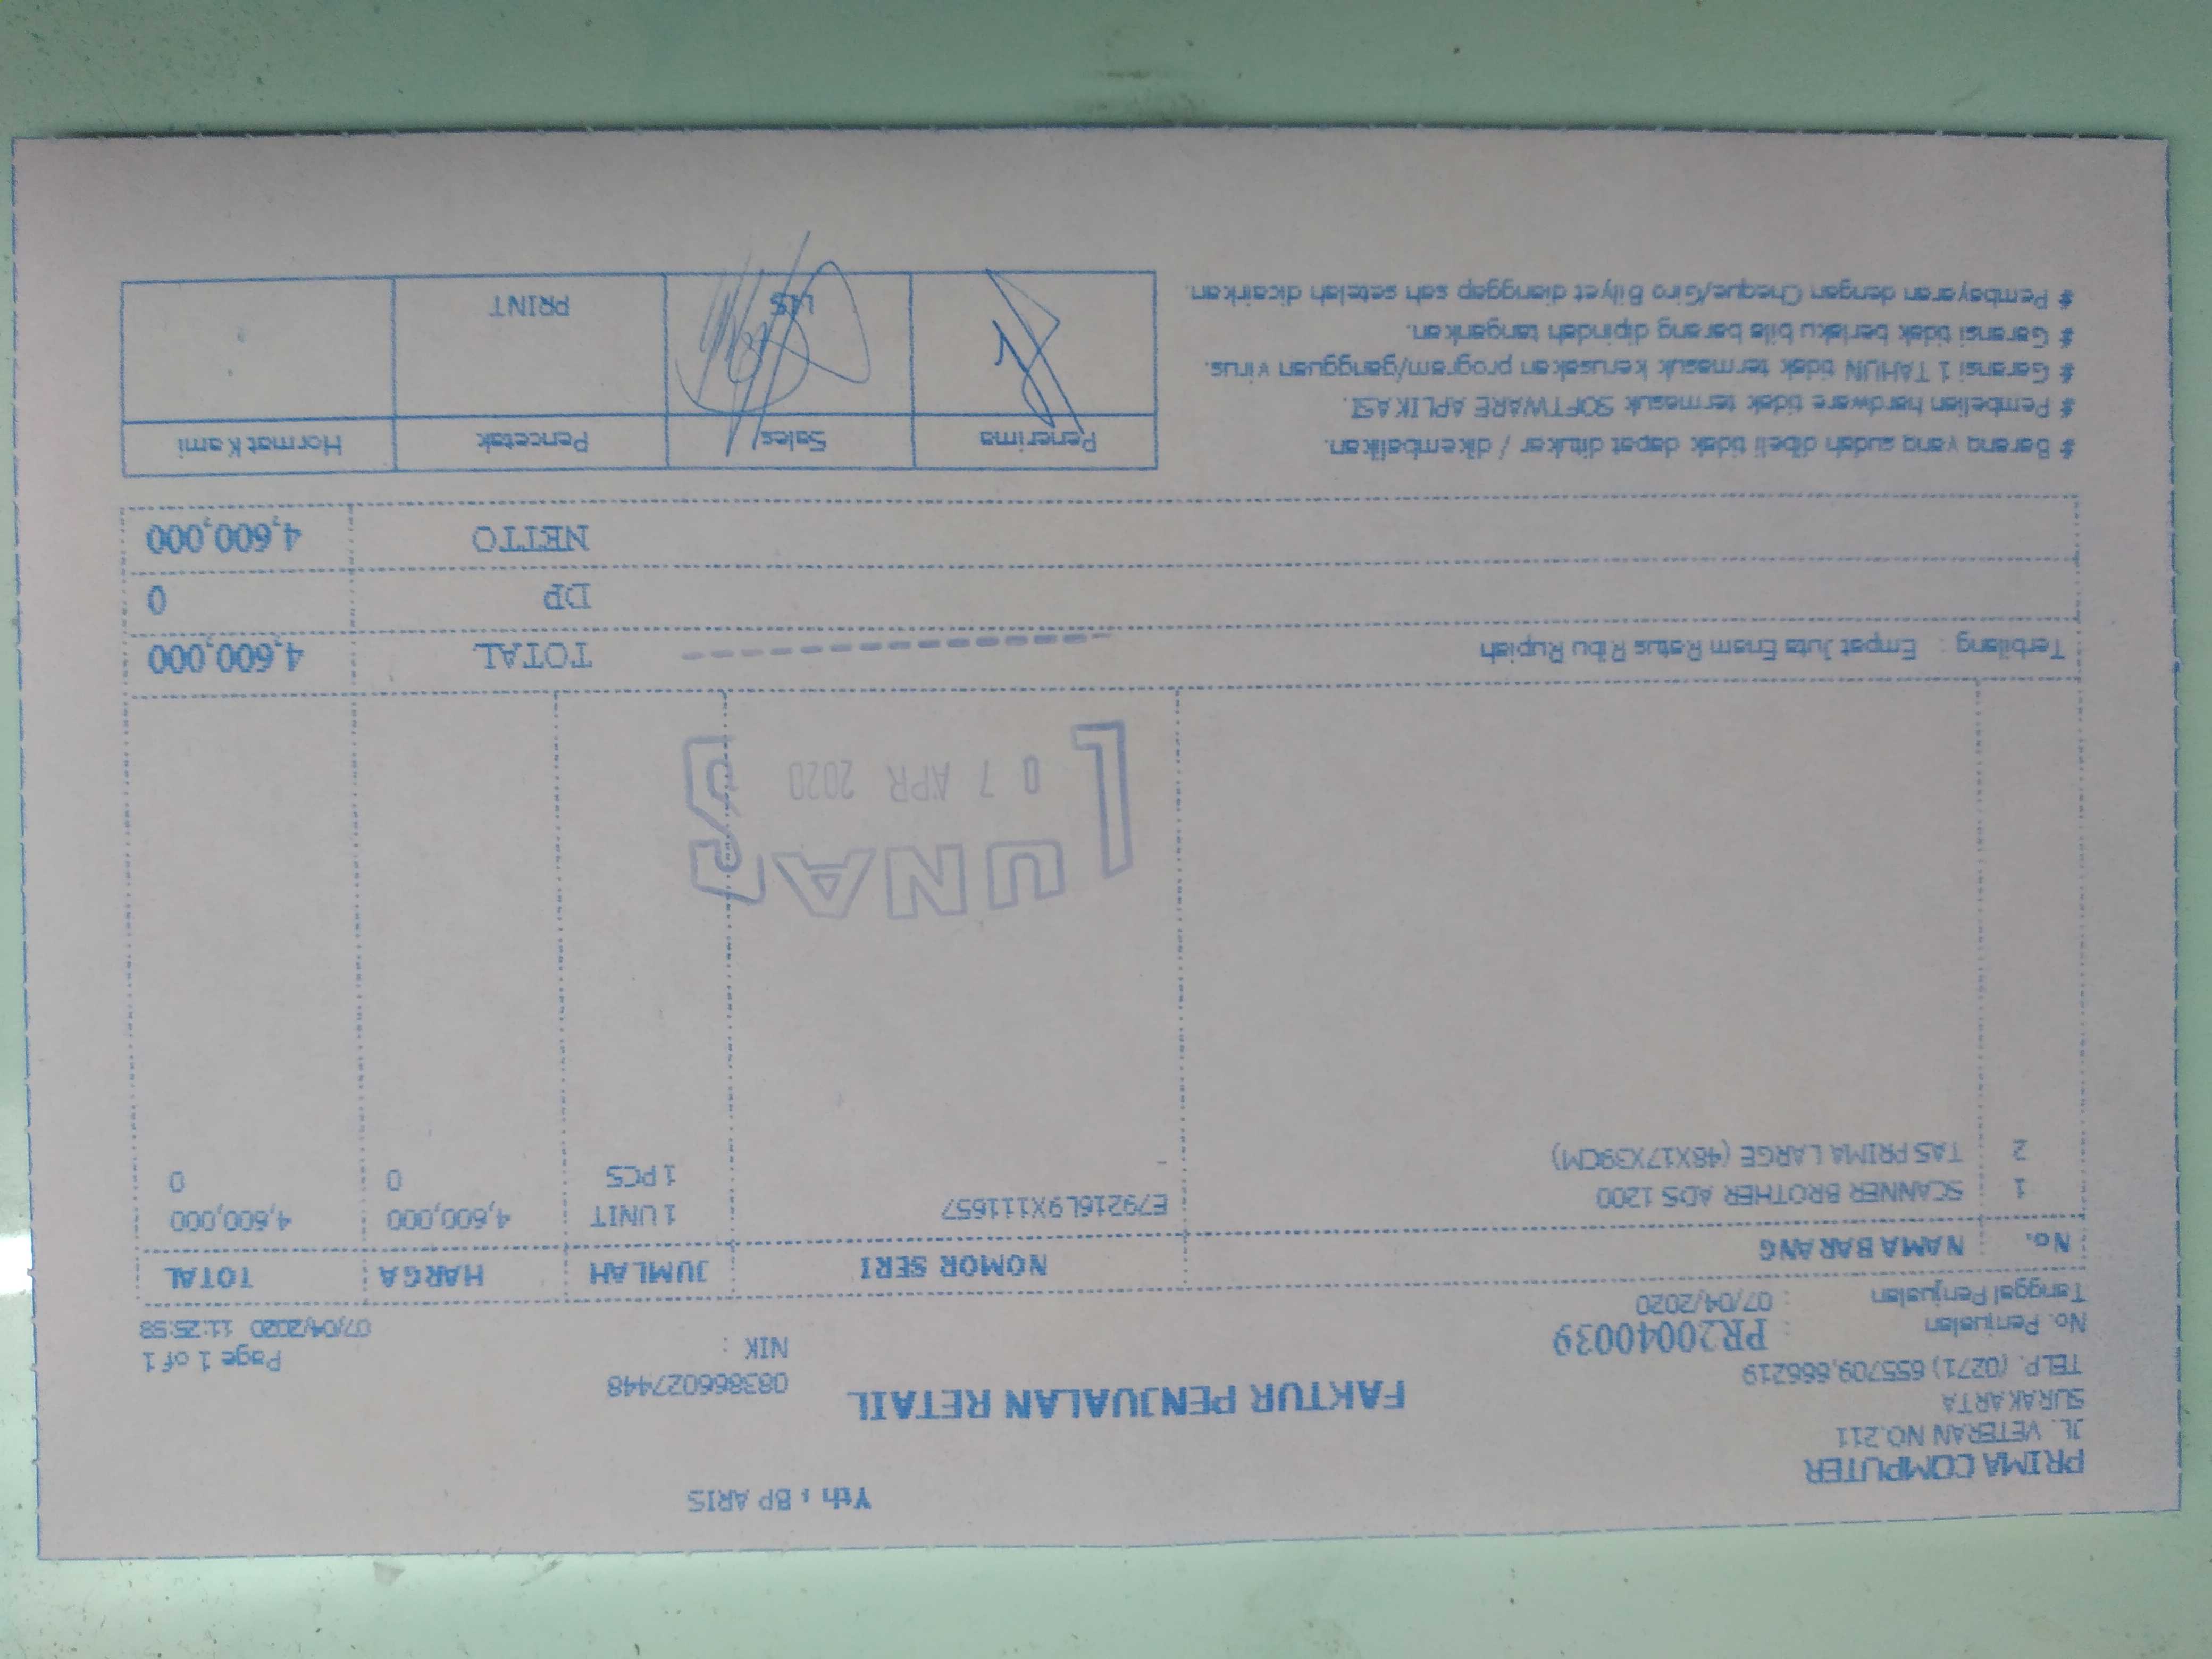 PRIMA COMPUTER
JL. VETERAN NO.211
SURAKARTA
TELP. (0271) 655709,666219
No. Penjualan : PR20040039
Tanggal Penjualan : 07/04/2020
FAKTUR PENJUALAN RETAIL
Yth : BP ARIS
083866027448
NIK :
Page 1 of 1
07/04/2020 11:25:58
No. NAMA BARANG NOMOR SERI JUMLAH HARGA TOTAL
1 SCANNER BROTHER ADS 1200 E79216L9X111657 1 UNIT 4,600,000 4,600,000
2 TAS PRIMA LARGE (48X17X39CM) - 1 PCS 0 0
LUNAS
07 APR 2020
Terbilang : Empat Juta Enam Ratus Ribu Rupiah TOTAL 4,600,000
DP 0
NETTO 4,600,000
# Barang yang sudah dibeli tidak dapat ditukar / dikembalikan.
# Pembelian hardware tidak termasuk SOFTWARE APLIKASI.
# Garansi 1 TAHUN tidak termasuk kerusakan program/gangguan virus.
# Garansi tidak berlaku bila barang dipindah tangankan.
# Pembayaran dengan Cheque/Giro Bilyet dianggap sah setelah dicairkan.
Penerima Sales Pencetak Hormat Kami
LIS PRINT